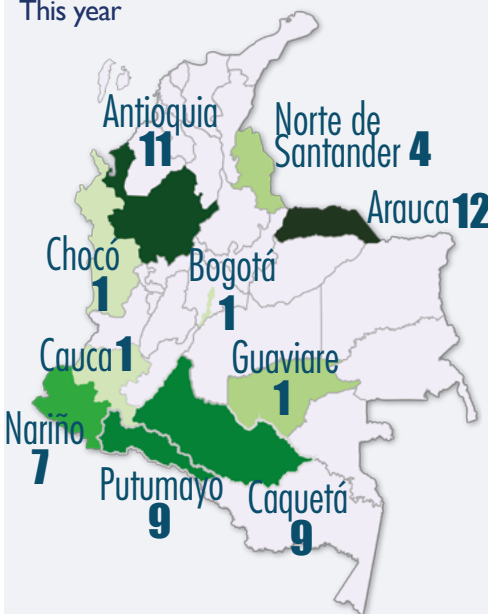 This year
Antioquia
11
Norte de
Santander 4
Arauca 12
Chocó
1
Bogotá
1
Cauca 1
Guaviare
1
Nariño
7
Putumayo
9
Caquetá
9